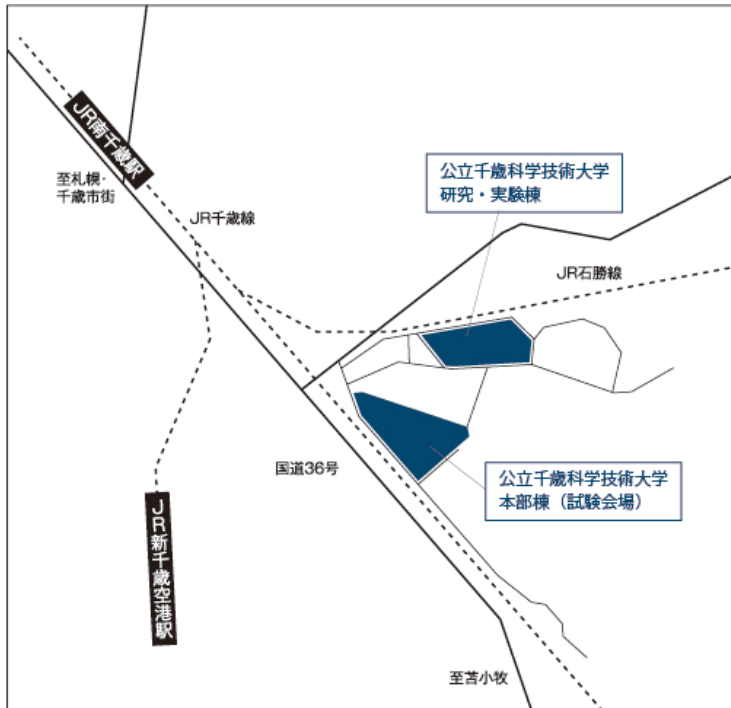 JR南千歳駅
至札幌・
千歳市街
JR千歳線
公立千歳科学技術大学
研究・実験棟
JR石勝線
国道36号
公立千歳科学技術大学
本部棟（試験会場）
JR新千歳空港駅
至苫小牧